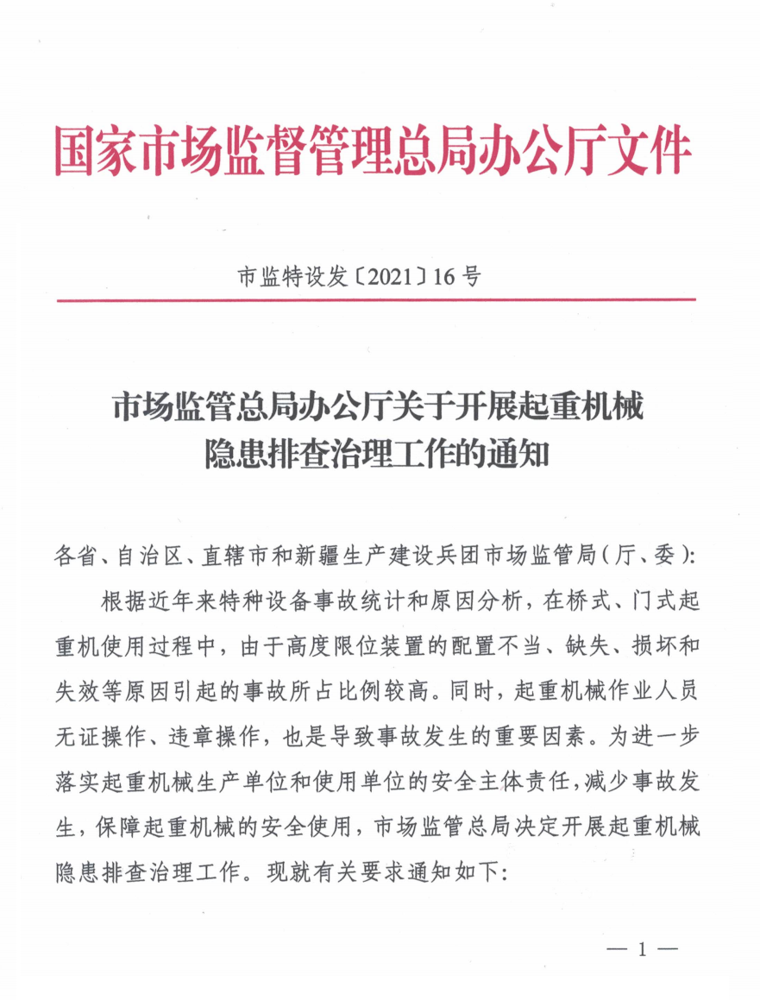 国家市场监督管理总局办公厅文件
市监特设发〔2021〕16 号
市场监管总局办公厅关于开展起重机械
隐患排查治理工作的通知
各省、自治区、直辖市和新疆生产建设兵团市场监管局(厅、委):
根据近年来特种设备事故统计和原因分析,在桥式、门式起
重机使用过程中,由于高度限位装置的配置不当、缺失、损坏和
失效等原因引起的事故所占比例较高。同时,起重机械作业人员
无证操作、违章操作,也是导致事故发生的重要因素。为进一步
落实起重机械生产单位和使用单位的安全主体责任,减少事故发
生,保障起重机械的安全使用,市场监管总局决定开展起重机械
隐患排查治理工作。现就有关要求通知如下:
— 1 —